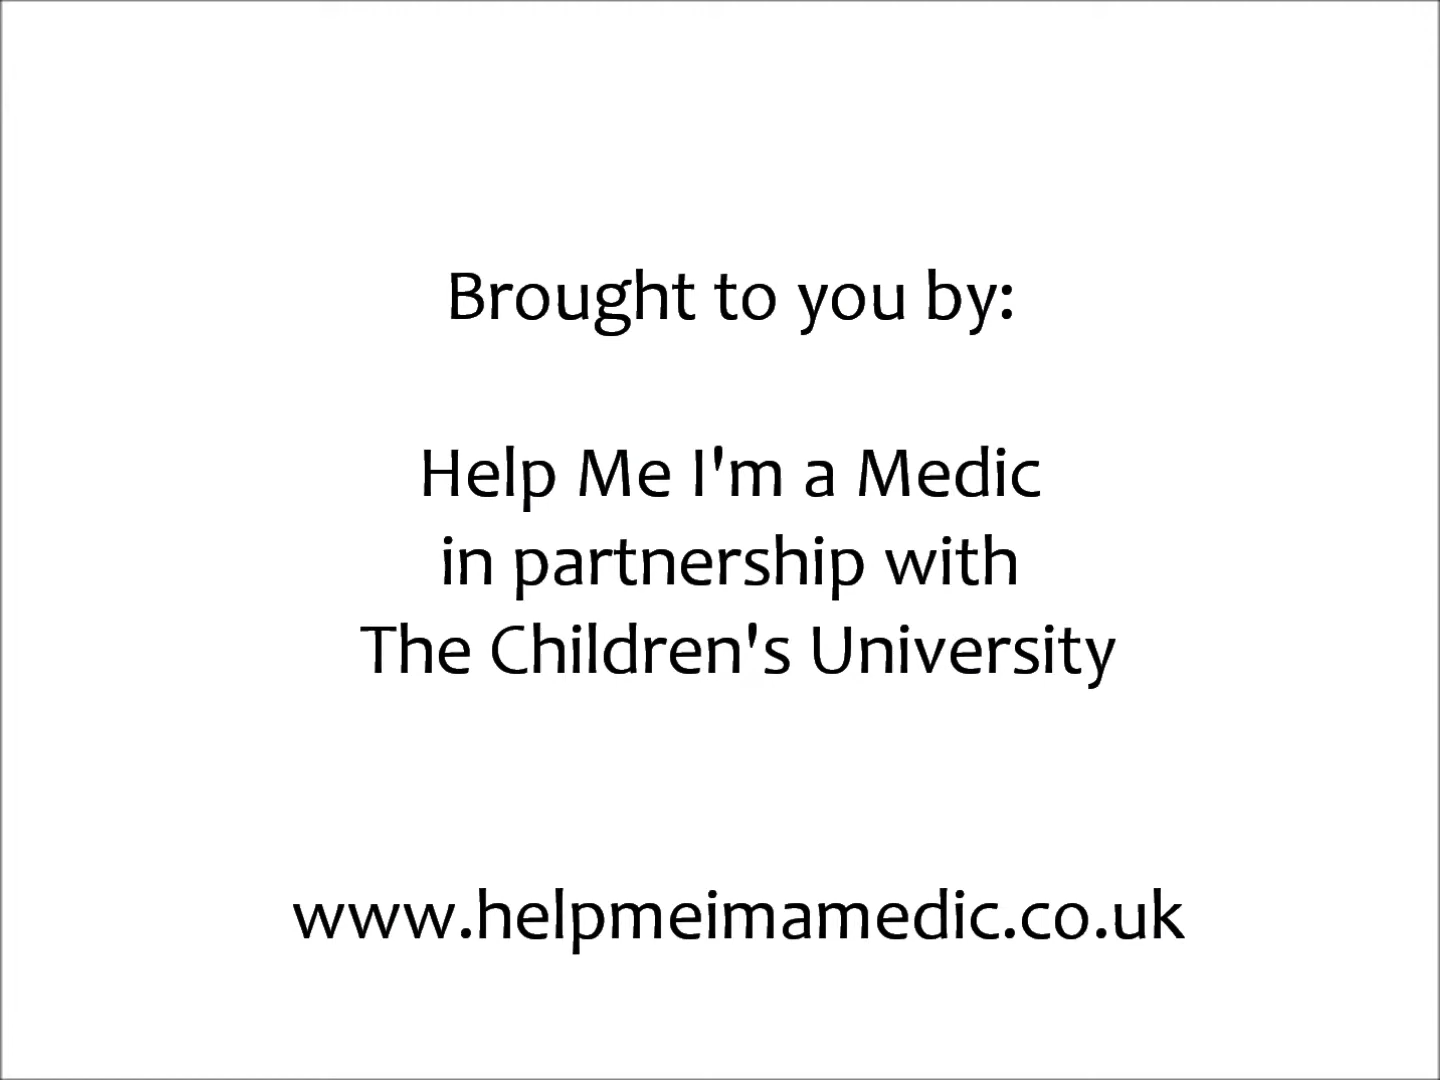 Brought to you by:
Help Me I'm a Medic
in partnership with
The Children's University
www.helpmeimamedic.co.uk